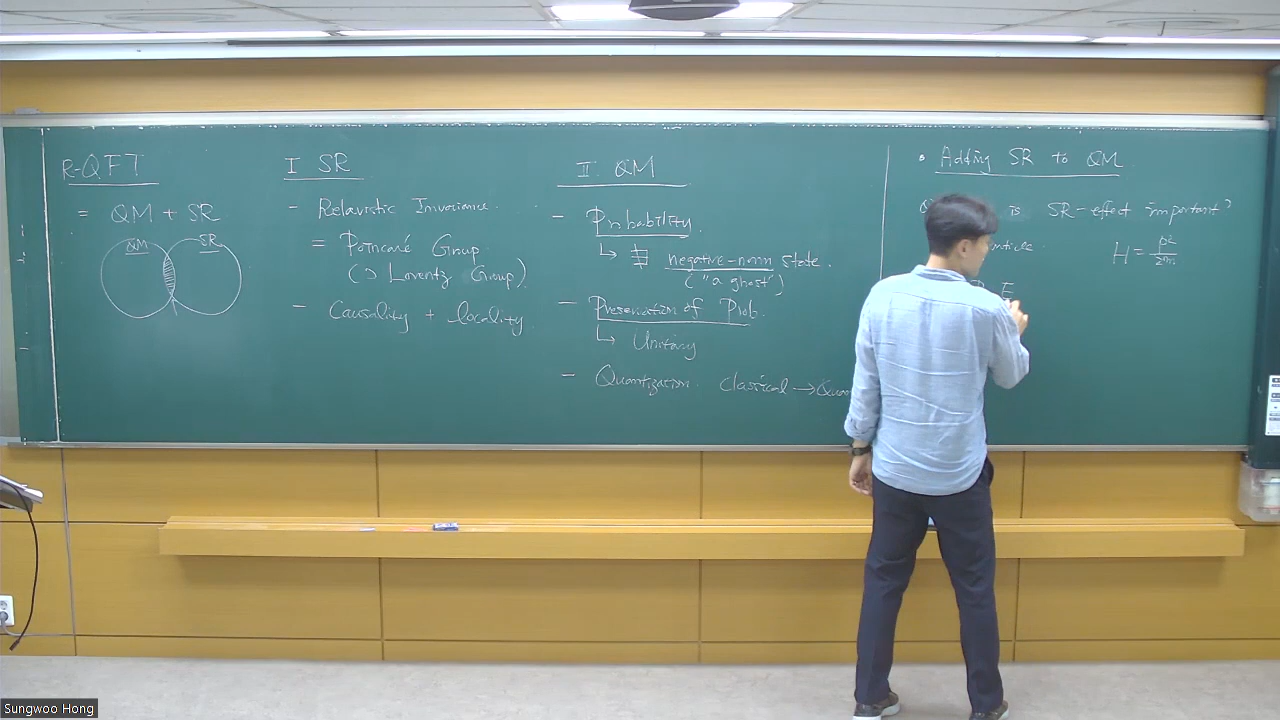 R-QFT
= QM + SR
QM SR
I SR
- Relavistic Invariance.
= Poincaré Group
(⊃ Lorentz Group)
- Causality + locality
II. QM
- Probability.
↳ ∄ negative-norm state.
("a ghost")
- Preservation of Prob.
↳ Unitary
- Quantization. Classical → Quan
• Adding SR to QM
is SR-effect important?
H = p²/2m.
E
Sungwoo Hong